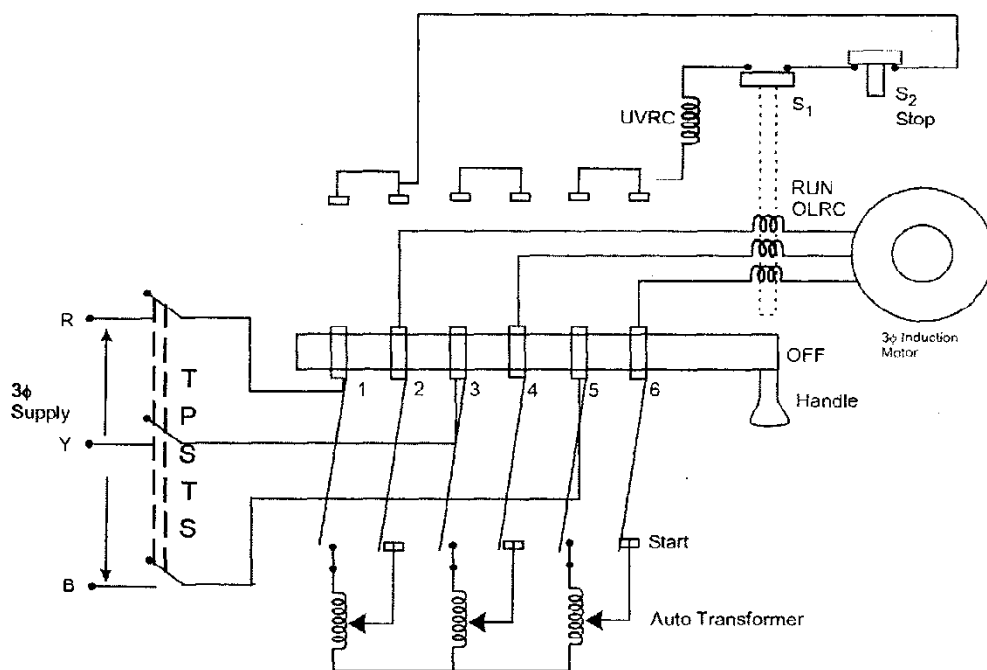 UVRC
S1
S2
Stop
RUN
OLRC
R
3ϕ
Supply
Y
B
T
P
S
T
S
1
2
3
4
5
6
OFF
3ϕ Induction
Motor
Handle
Start
Auto Transformer